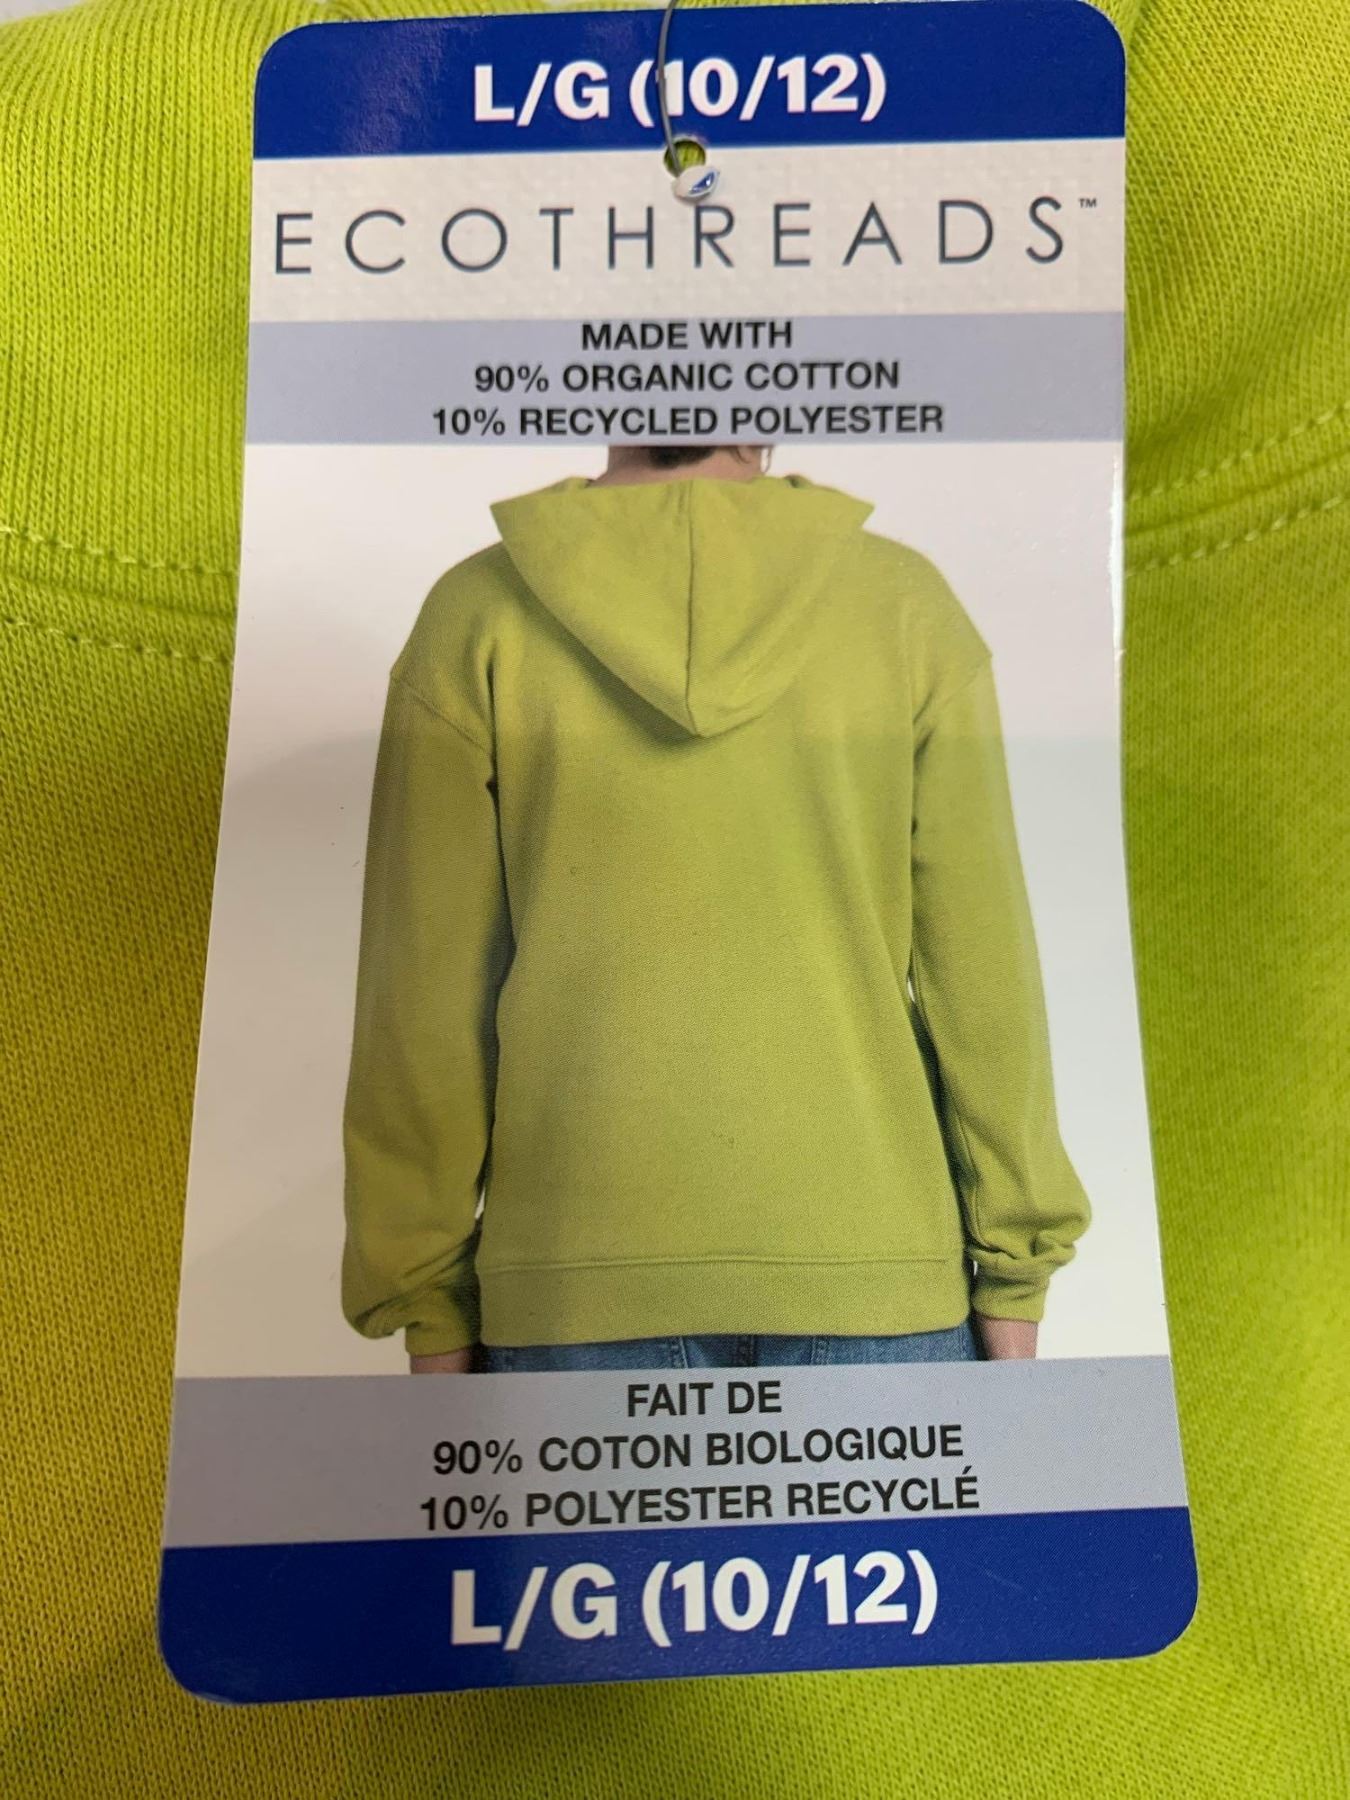 L/G (10/12)
ECOTHREADS™
MADE WITH
90% ORGANIC COTTON
10% RECYCLED POLYESTER
FAIT DE
90% COTON BIOLOGIQUE
10% POLYESTER RECYCLÉ
L/G (10/12)